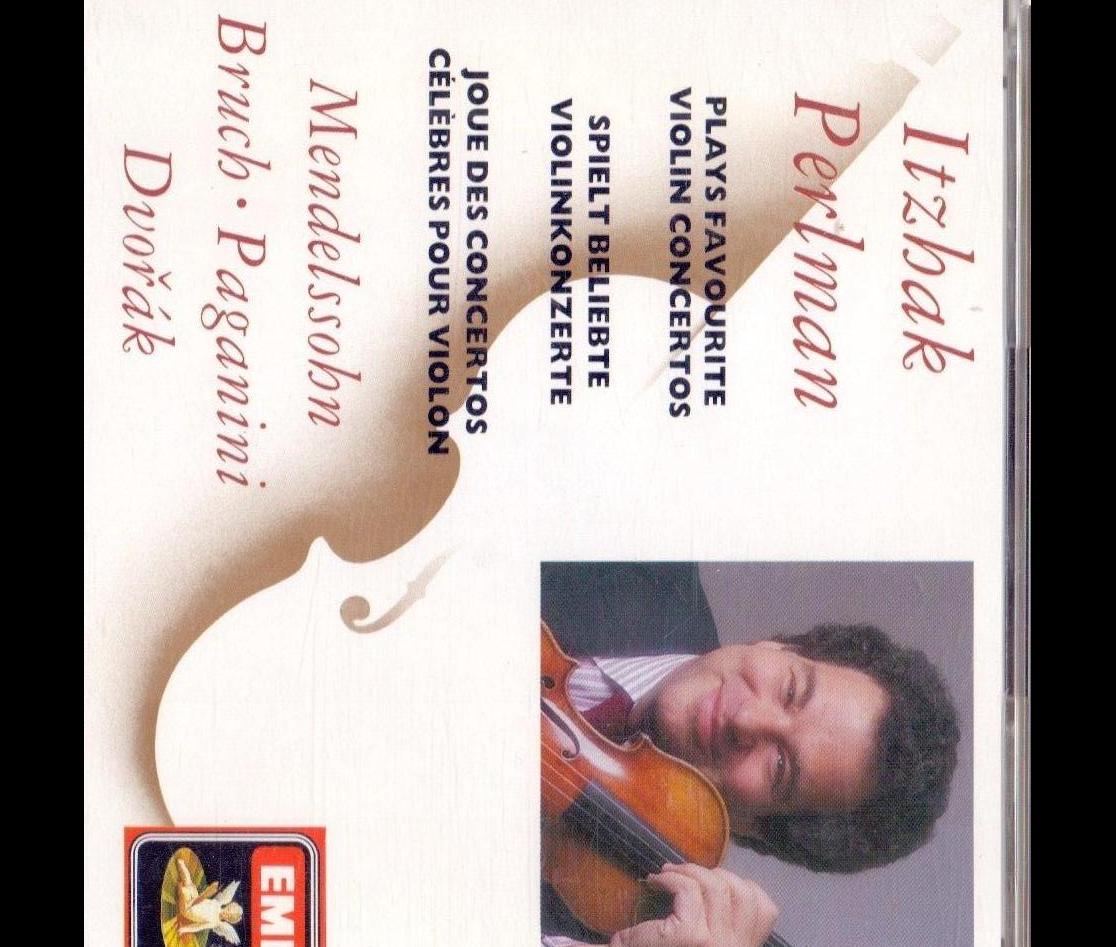 Itzbák
Perlman
PLAYS FAVOURITE
VIOLIN CONCERTOS
SPIELT BELIEBTE
VIOLINKONZERTE
JOUE DES CONCERTOS
CÉLÈBRES POUR VIOLON
Mendelssohn
Bruch · Paganini
Dvořák
EMI